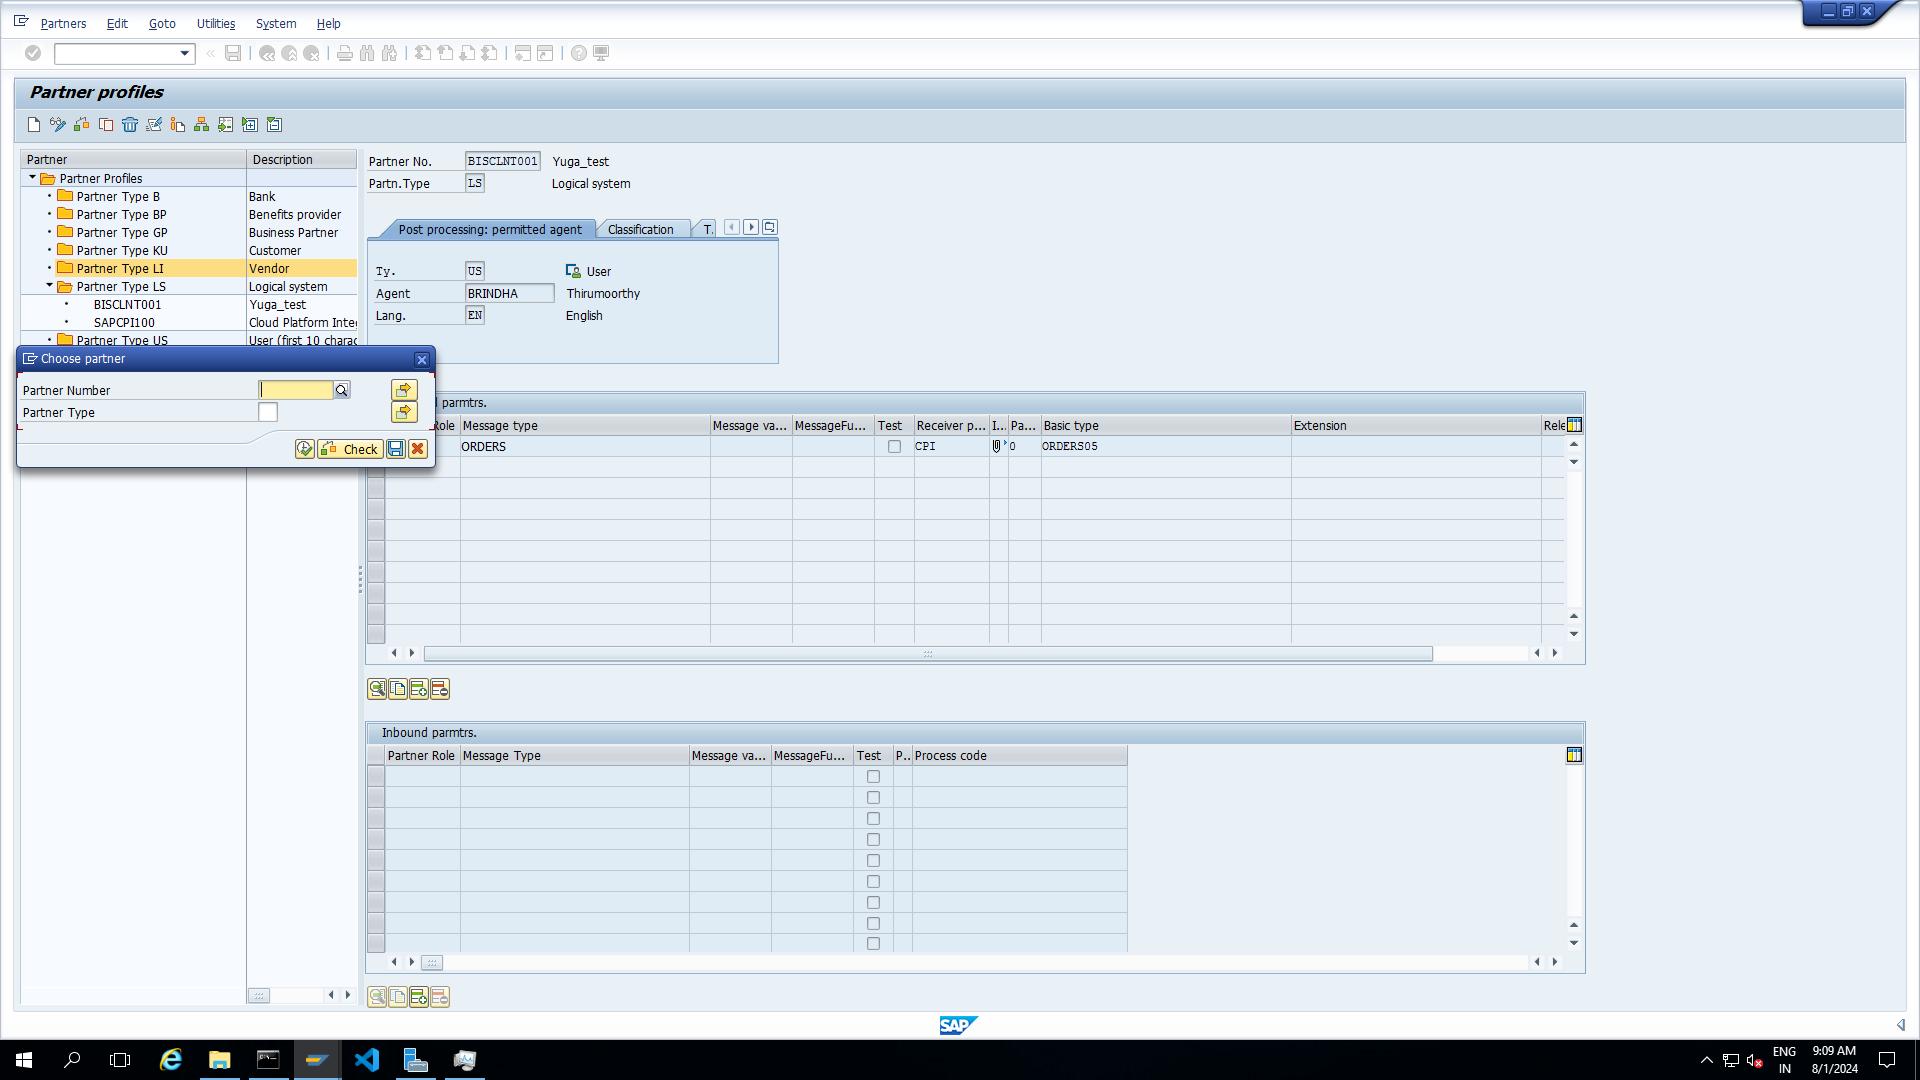 Partners Edit Goto Utilities System Help
Partner profiles
Partner Description
Partner Profiles
Partner Type B Bank
Partner Type BP Benefits provider
Partner Type GP Business Partner
Partner Type KU Customer
Partner Type LI Vendor
Partner Type LS Logical system
BISCLNT001 Yuga_test
SAPCPI100 Cloud Platform Inte
Partner Type US User (first 10 charac
Partner No. BISCLNT001 Yuga_test
Partn.Type LS Logical system
Post processing: permitted agent Classification T.
Ty. US User
Agent BRINDHA Thirumoorthy
Lang. EN English
Choose partner
Partner Number
Partner Type
Check
parmtrs.
Role Message type Message va... MessageFu... Test Receiver p... I... Pa... Basic type Extension Rele
ORDERS CPI 0 ORDERS05
Inbound parmtrs.
Partner Role Message Type Message va... MessageFu... Test P.. Process code
SAP
ENG
IN
9:09 AM
8/1/2024